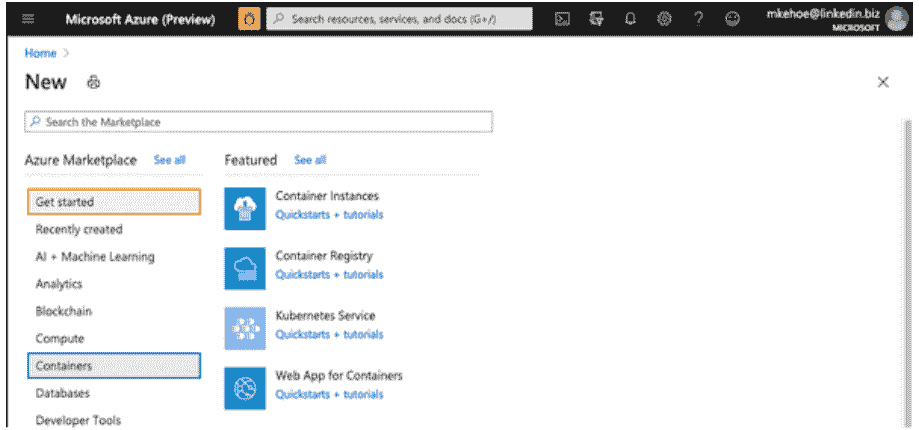 Microsoft Azure (Preview)
Search resources, services, and docs (G+/)
mkehoe@linkedin.biz
MICROSOFT
Home >
New
Search the Marketplace
Azure Marketplace See all
Featured See all
Get started
Recently created
AI + Machine Learning
Analytics
Blockchain
Compute
Containers
Databases
Developer Tools
Container Instances
Quickstarts + tutorials
Container Registry
Quickstarts + tutorials
Kubernetes Service
Quickstarts + tutorials
Web App for Containers
Quickstarts + tutorials